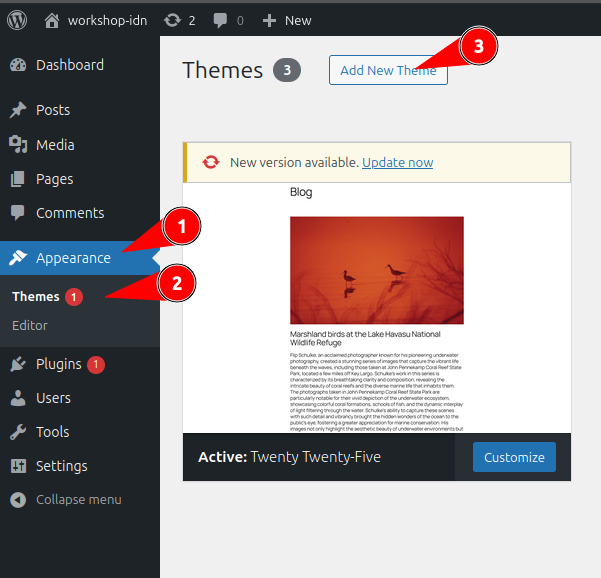 workshop-idn 2 0 New
Dashboard
Posts
Media
Pages
Comments
1
Appearance
Themes 1
2
Editor
Plugins 1
Users
Tools
Settings
Collapse menu
Themes 3
Add New Theme
3
New version available. Update now
Blog
Marshland birds at the Lake Havasu National
Wildlife Refuge
Flip Schulke, an acclaimed photographer known for his pioneering underwater
photography, created a stunning series of images that capture the vibrant life
beneath the waves, including those taken at John Pennekamp Coral Reef State
Park, located a few miles off Key Largo. Schulke's work in this series is
characterized by its breathtaking clarity and composition, revealing the
intricate beauty of coral reefs and the diverse marine life that inhabits them.
The photographs taken in John Pennekamp Coral Reef State Park are
particularly notable for their vivid depiction of the underwater ecosystem,
showcasing colorful coral formations, schools of fish, and the dynamic interplay
of light filtering through the water. Schulke's ability to capture these scenes
with such detail and vibrancy brought the hidden wonders of the ocean to the
public's eye, fostering a greater appreciation for marine conservation. His
images not only highlight the aesthetic beauty of underwater environments but
Active: Twenty Twenty-Five
Customize